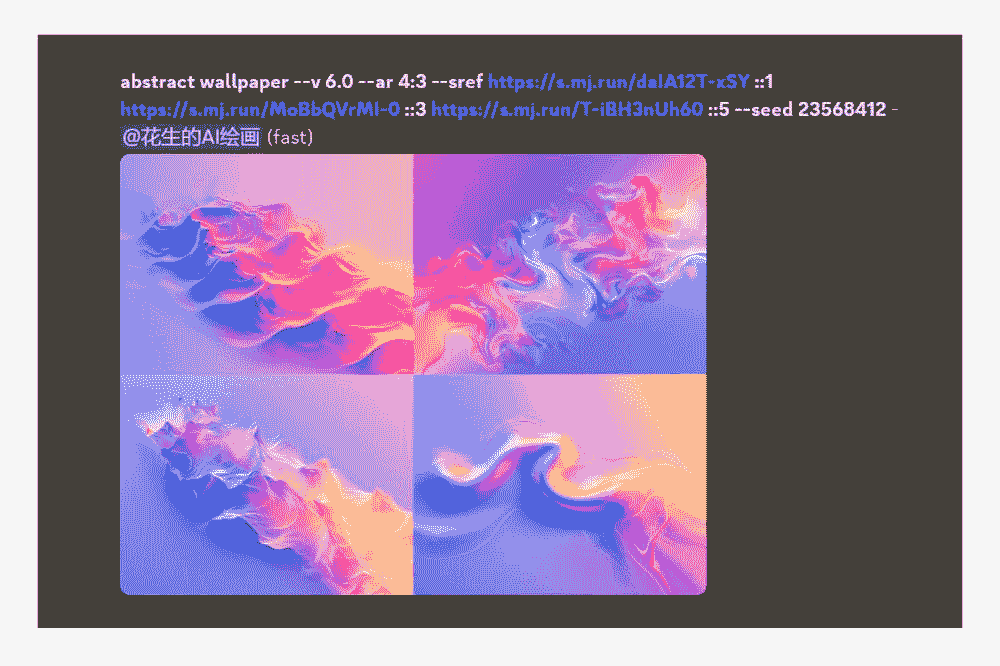 abstract wallpaper --v 6.0 --ar 4:3 --sref https://s.mj.run/dalA12T-xSY ::1
https://s.mj.run/MoBbQVrMI-0 ::3 https://s.mj.run/T-iBH3nUh60 ::5 --seed 23568412 -
@花生的AI绘画 (fast)